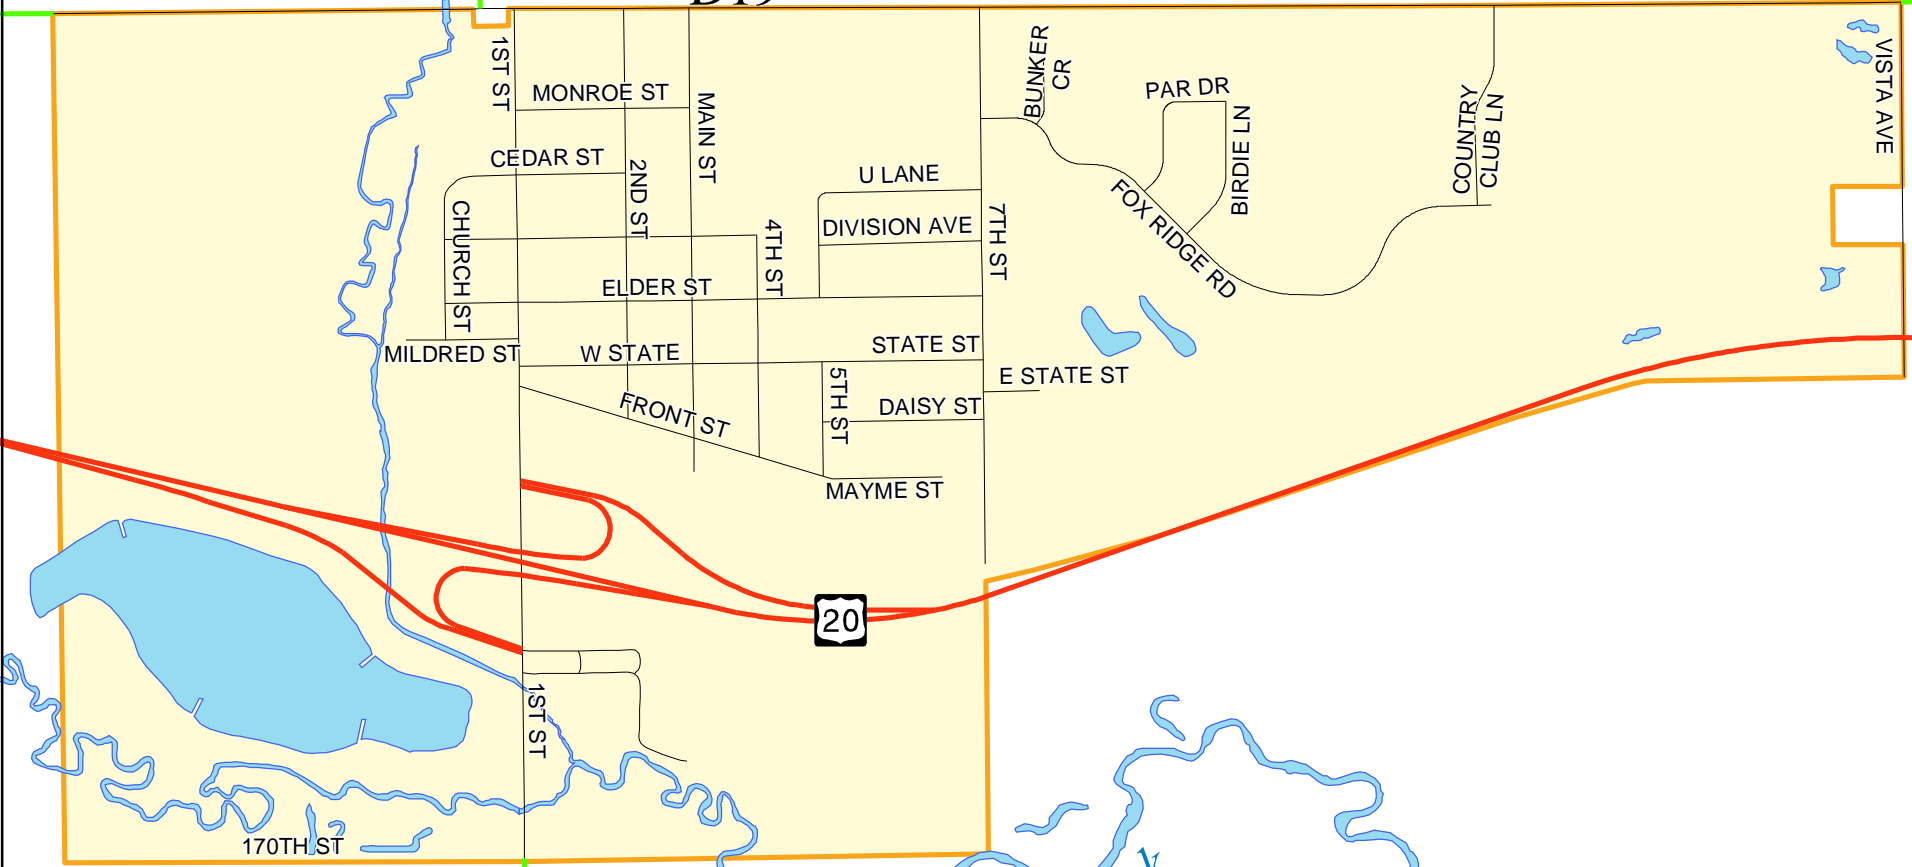 D19
1ST ST
MONROE ST
MAIN ST
BUNKER
CR
PAR DR
BIRDIE LN
COUNTRY
CLUB LN
VISTA AVE
CEDAR ST
2ND ST
U LANE
CHURCH ST
4TH ST
DIVISION AVE
7TH ST
FOX RIDGE RD
ELDER ST
MILDRED ST
W STATE
STATE ST
E STATE ST
5TH ST
DAISY ST
FRONT ST
MAYME ST
20
1ST ST
170TH ST